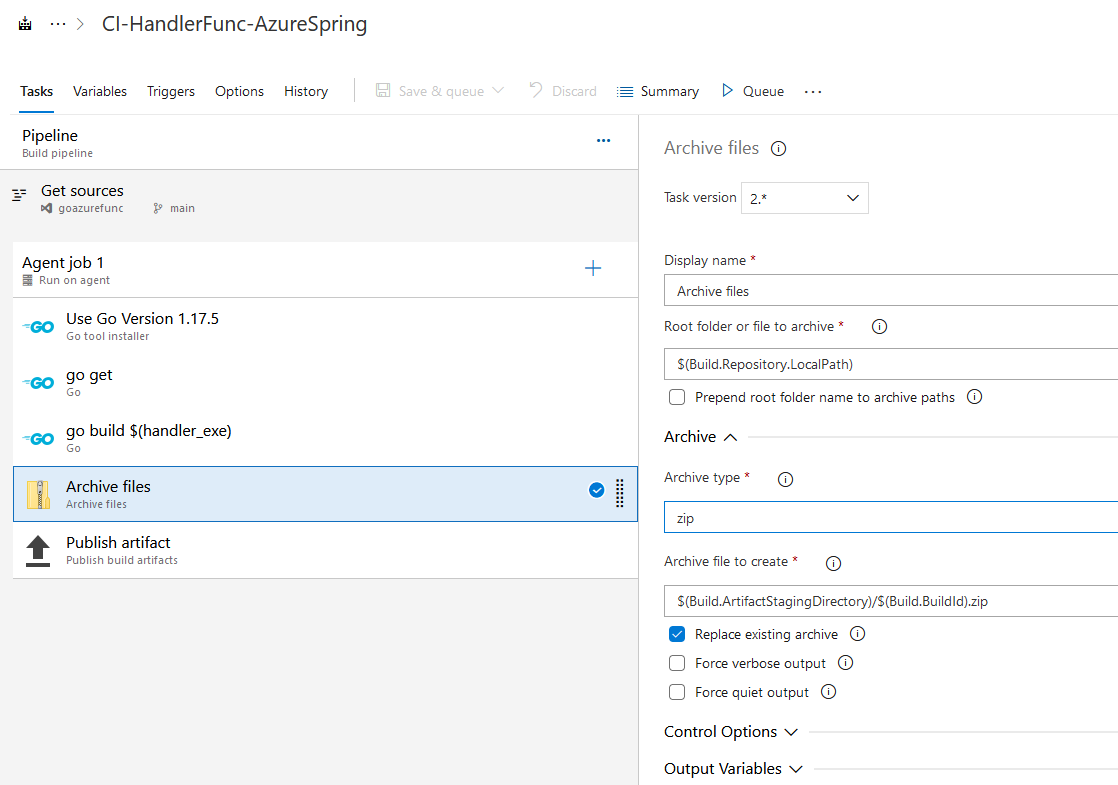 ··· > CI-HandlerFunc-AzureSpring
Tasks Variables Triggers Options History Save & queue Discard Summary Queue ···
Pipeline
Build pipeline
Get sources
goazurefunc main
Agent job 1
Run on agent
GO Use Go Version 1.17.5
Go tool installer
GO go get
Go
GO go build $(handler_exe)
Go
Archive files
Archive files
Publish artifact
Publish build artifacts
Archive files
Task version 2.*
Display name *
Archive files
Root folder or file to archive *
$(Build.Repository.LocalPath)
Prepend root folder name to archive paths
Archive
Archive type *
zip
Archive file to create *
$(Build.ArtifactStagingDirectory)/$(Build.BuildId).zip
Replace existing archive
Force verbose output
Force quiet output
Control Options
Output Variables